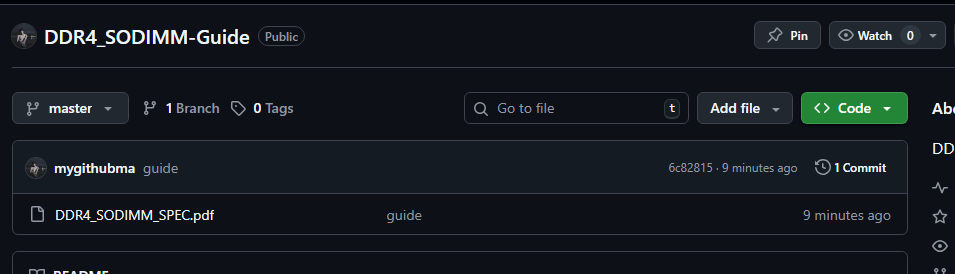 DDR4_SODIMM-Guide Public Pin Watch 0
master 1 Branch 0 Tags Go to file t Add file Code
mygithubma guide 6c82815 · 9 minutes ago 1 Commit
DDR4_SODIMM_SPEC.pdf guide 9 minutes ago
README
Abo
DD